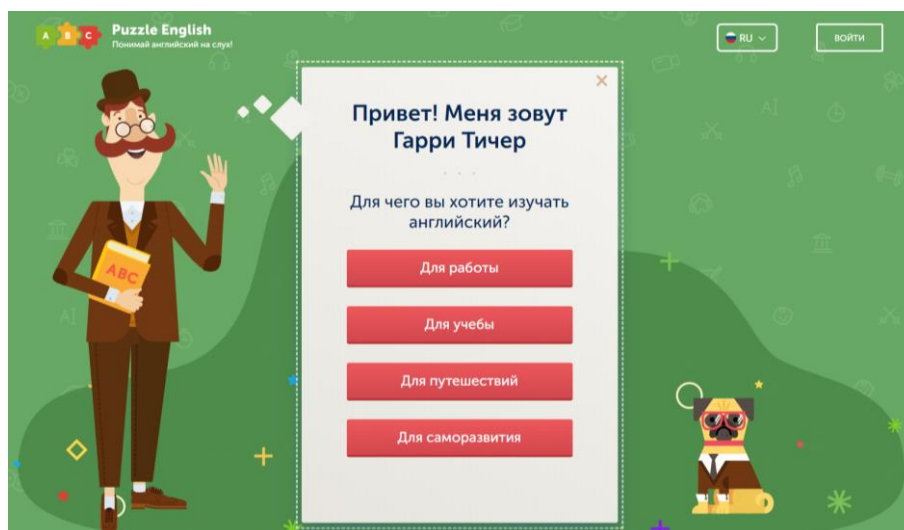 A B C
Puzzle English
Понимай английский на слух!
RU
ВОЙТИ
Привет! Меня зовут
Гарри Тичер
Для чего вы хотите изучать
английский?
Для работы
Для учебы
Для путешествий
Для саморазвития
ABC
AI
AI